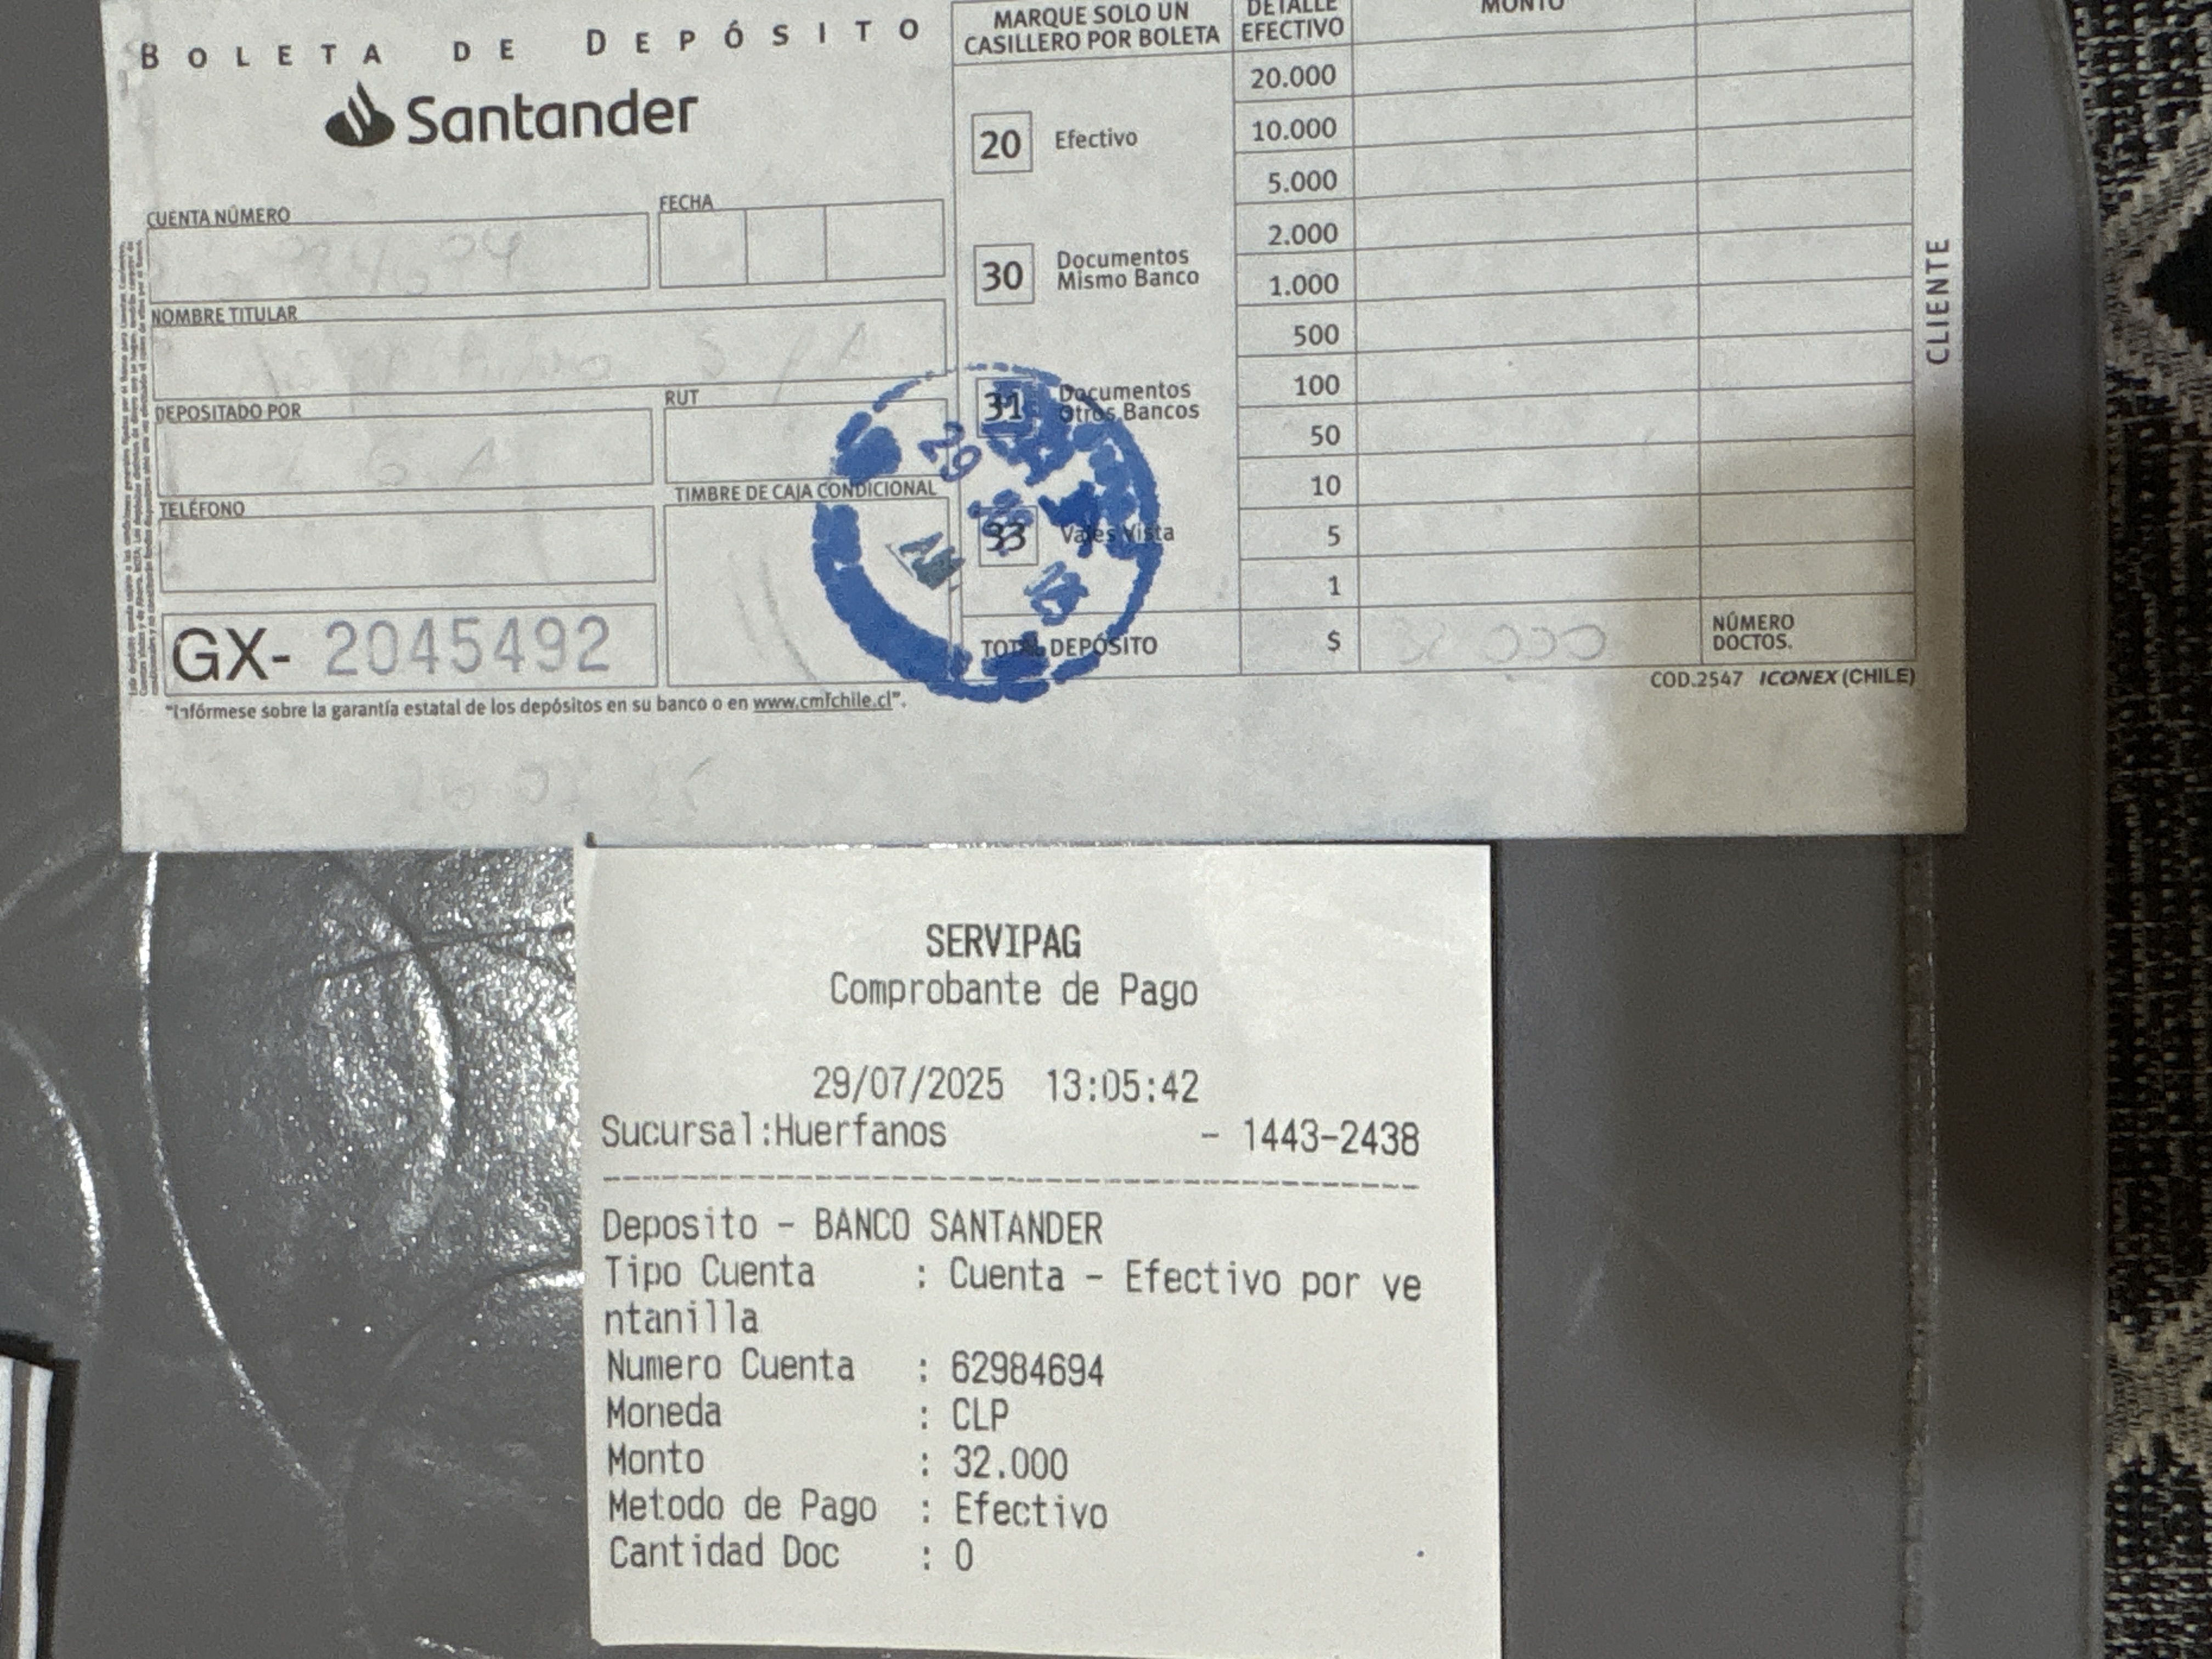 BOLETA DE DEPÓSITO
Santander
CUENTA NÚMERO
FECHA
NOMBRE TITULAR
DEPOSITADO POR
RUT
TELÉFONO
TIMBRE DE CAJA CONDICIONAL
GX- 2045492
"Infórmese sobre la garantía estatal de los depósitos en su banco o en www.cmfchile.cl".
MARQUE SOLO UN
CASILLERO POR BOLETA
20 Efectivo
30 Documentos
Mismo Banco
31 Documentos
Otros Bancos
33 Vales Vista
29
TOTAL DEPÓSITO
DETALLE
EFECTIVO
MONTO
20.000
10.000
5.000
2.000
1.000
500
100
50
10
5
1
$
NÚMERO
DOCTOS.
COD.2547 ICONEX (CHILE)
CLIENTE
SERVIPAG
Comprobante de Pago
29/07/2025 13:05:42
Sucursal:Huerfanos - 1443-2438
Deposito - BANCO SANTANDER
Tipo Cuenta : Cuenta - Efectivo por ve
ntanilla
Numero Cuenta : 62984694
Moneda : CLP
Monto : 32.000
Metodo de Pago : Efectivo
Cantidad Doc : 0